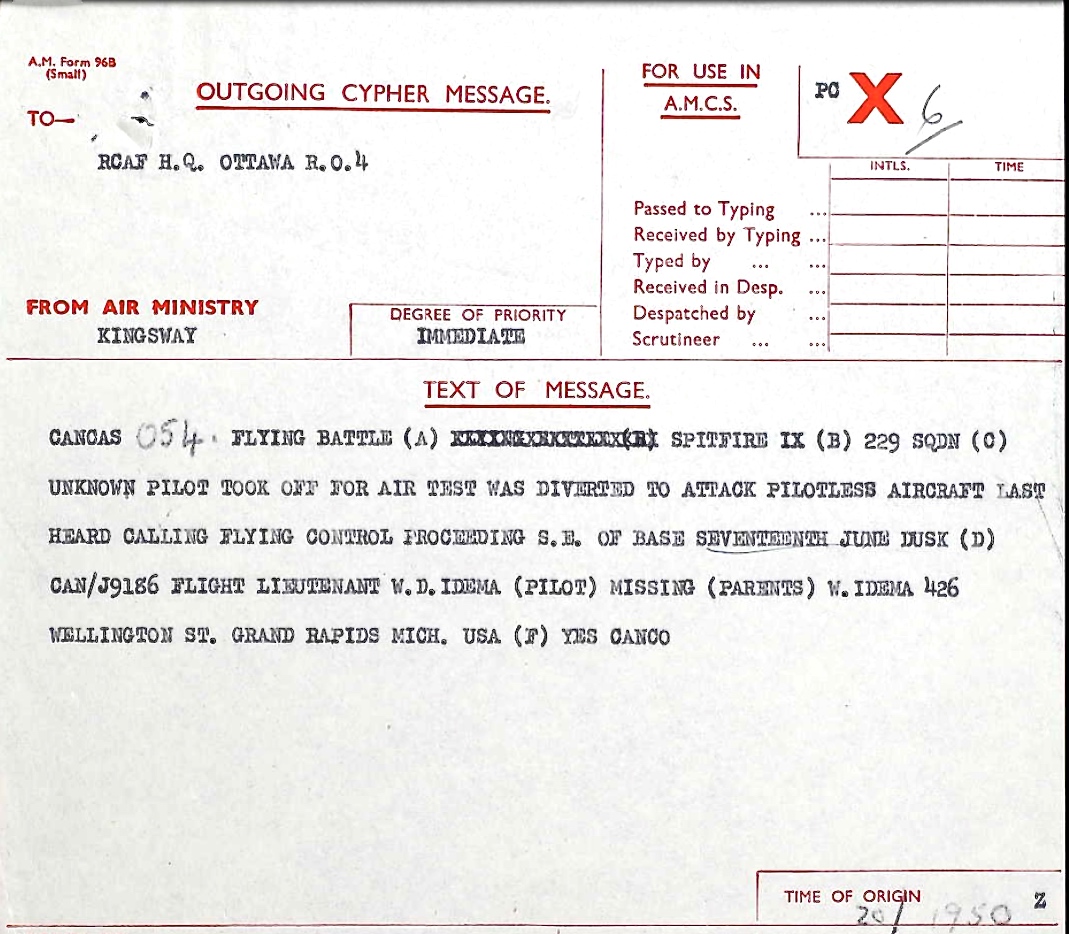 A.M. Form 96B
(Small)
OUTGOING CYPHER MESSAGE.
TO—
RCAF H.Q. OTTAWA R.O.4
FOR USE IN
A.M.C.S.
PC X 6
INTLS. TIME
Passed to Typing ...
Received by Typing ...
Typed by ... ...
Received in Desp. ...
Despatched by ...
Scrutineer ... ...
FROM AIR MINISTRY
KINGSWAY
DEGREE OF PRIORITY
IMMEDIATE
TEXT OF MESSAGE.
CANCAS 054. FLYING BATTLE (A) SPITFIRE IX (B) 229 SQDN (C)
UNKNOWN PILOT TOOK OFF FOR AIR TEST WAS DIVERTED TO ATTACK PILOTLESS AIRCRAFT LAST
HEARD CALLING FLYING CONTROL PROCEEDING S.E. OF BASE SEVENTEENTH JUNE DUSK (D)
CAN/J9186 FLIGHT LIEUTENANT W.D.IDEMA (PILOT) MISSING (PARENTS) W.IDEMA 426
WELLINGTON ST. GRAND RAPIDS MICH. USA (F) YES CANCO
TIME OF ORIGIN Z
20/ 1950